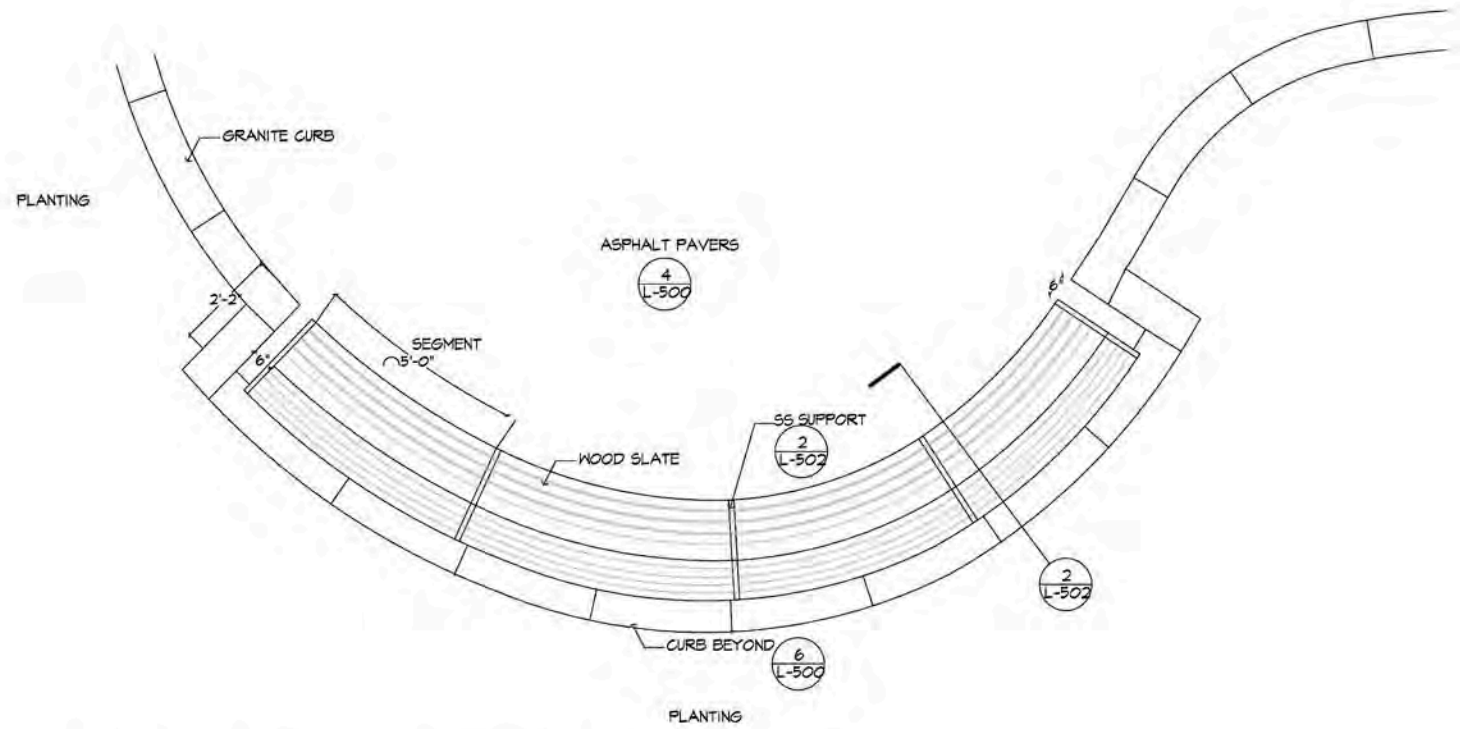 GRANITE CURB
PLANTING
ASPHALT PAVERS
4
L-500
2'-2"
6"
SEGMENT
5'-0"
6"
SS SUPPORT
2
L-502
WOOD SLATE
2
L-502
CURB BEYOND
6
L-500
PLANTING